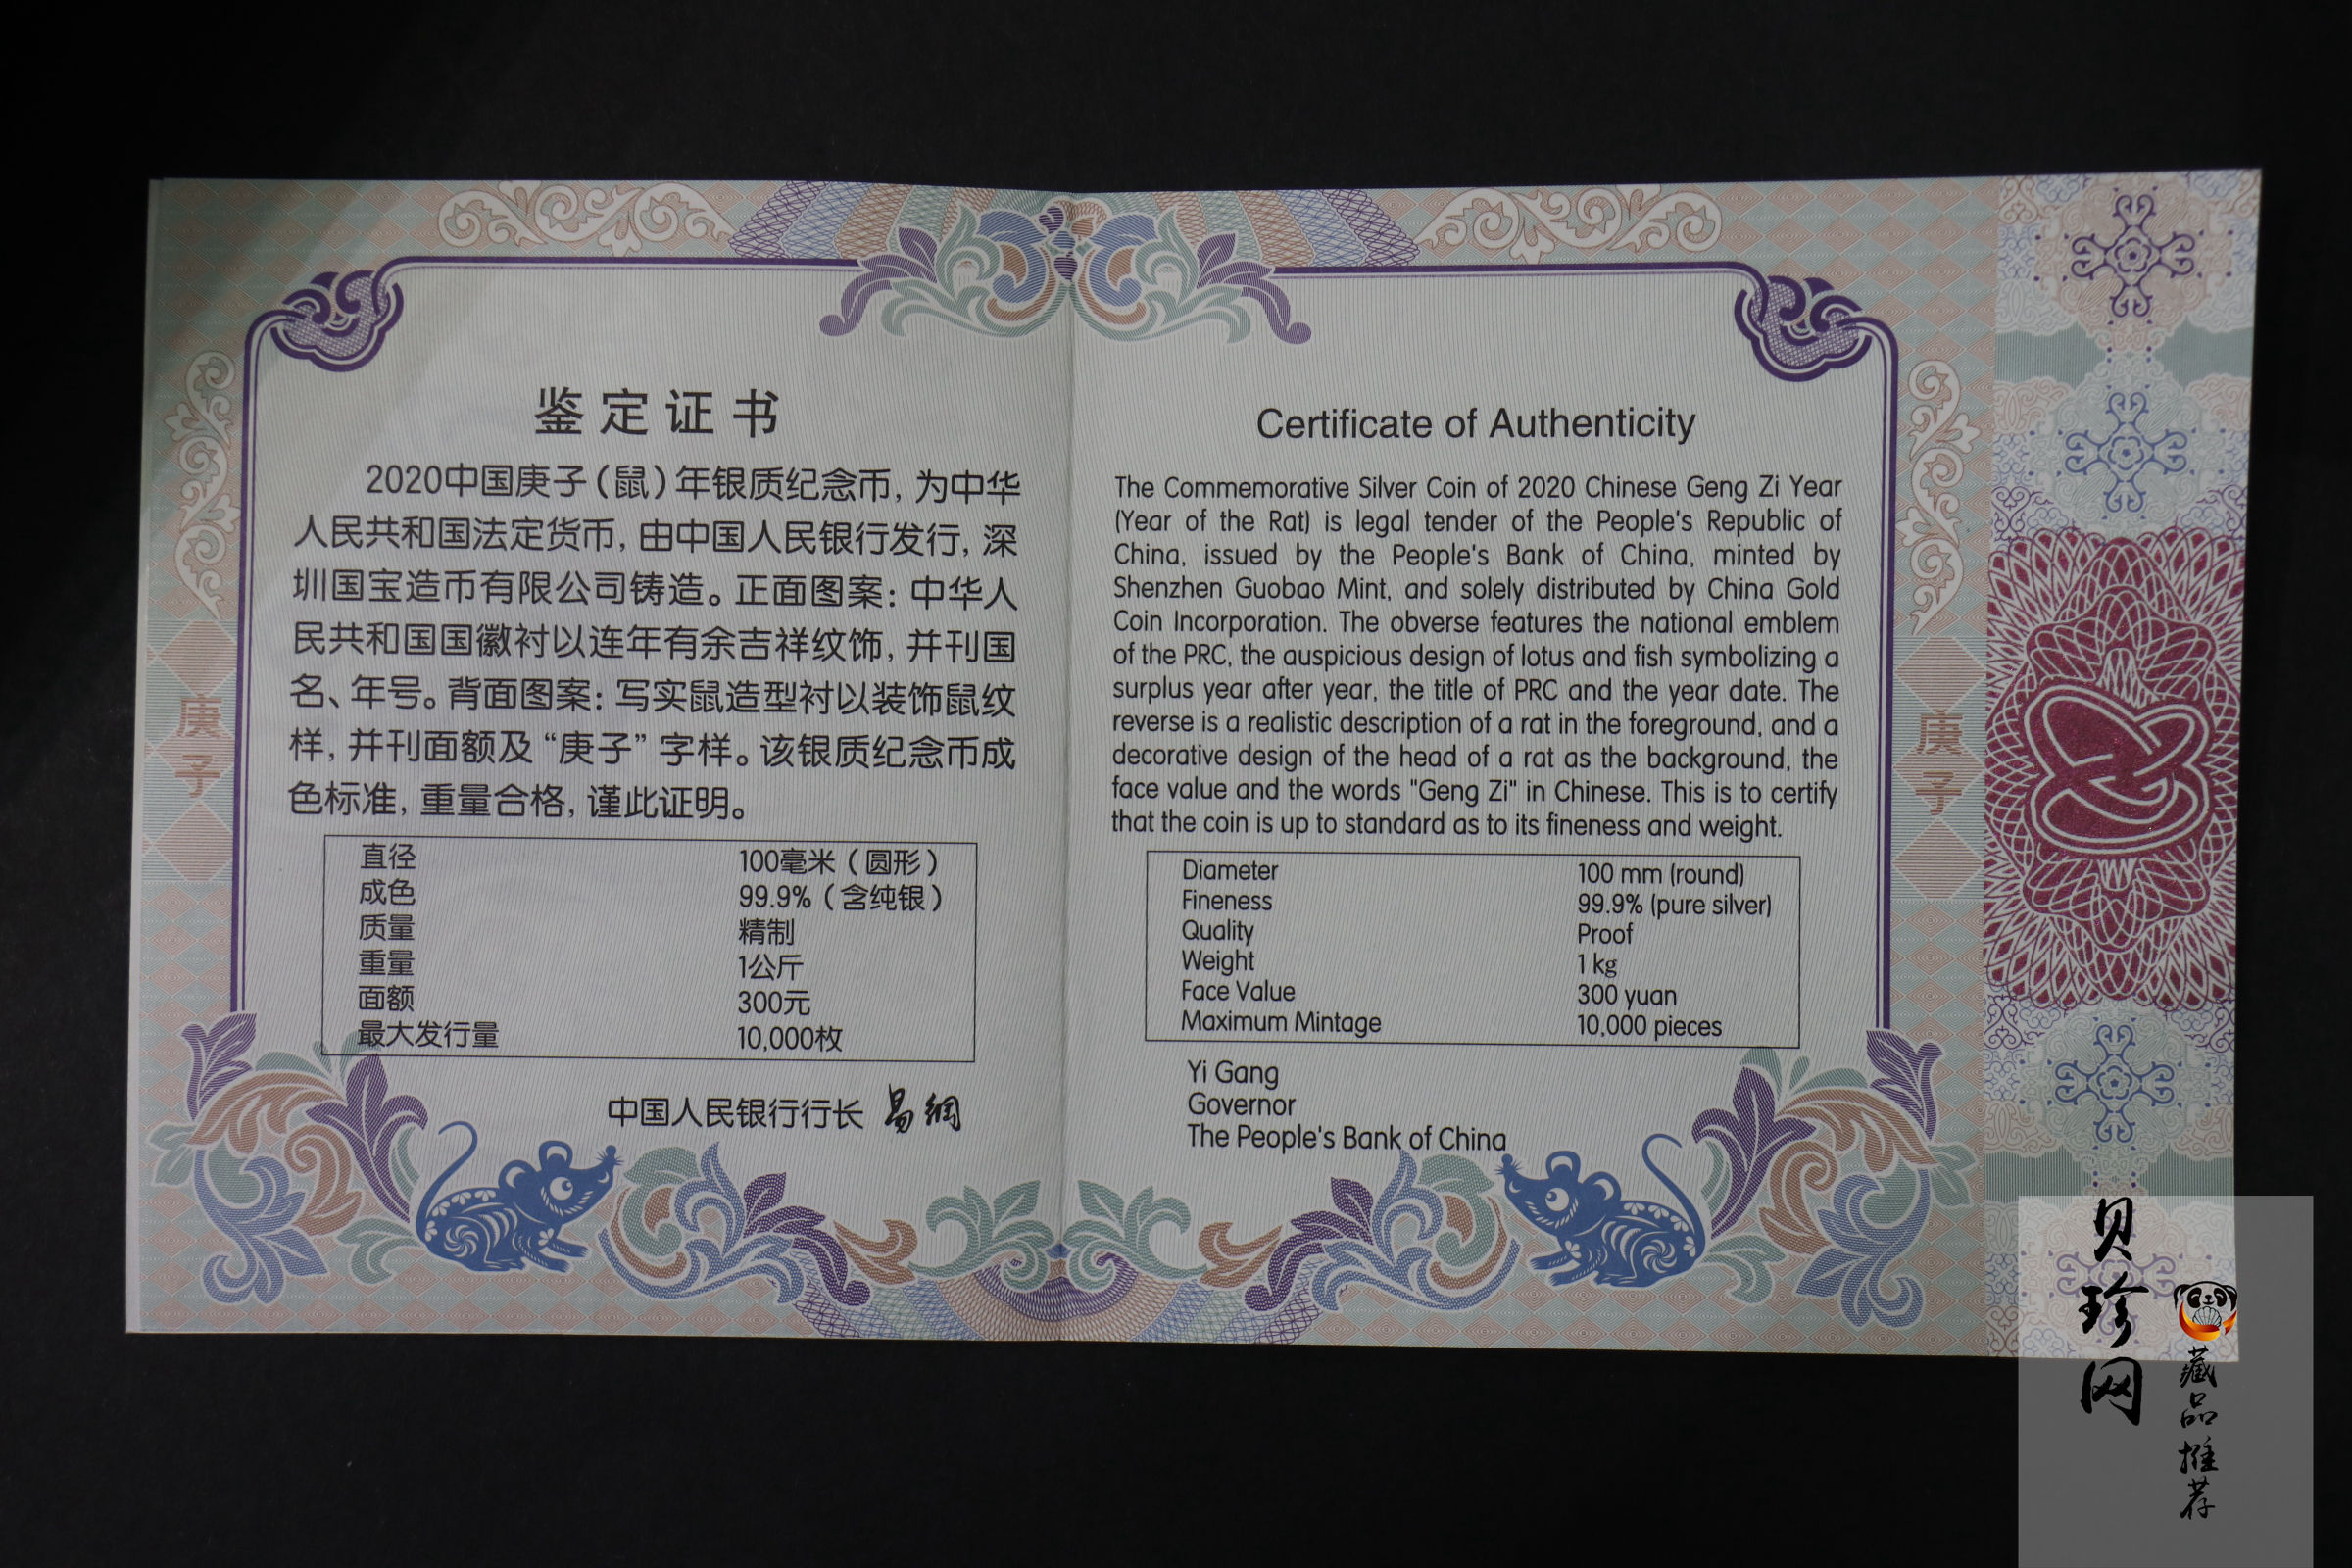 鉴定证书
2020中国庚子（鼠）年银质纪念币，为中华
人民共和国法定货币，由中国人民银行发行，深
圳国宝造币有限公司铸造。正面图案：中华人
民共和国国徽衬以连年有余吉祥纹饰，并刊国
名、年号。背面图案：写实鼠造型衬以装饰鼠纹
样，并刊面额及“庚子”字样。该银质纪念币成
色标准，重量合格，谨此证明。
直径 100毫米（圆形）
成色 99.9%（含纯银）
质量 精制
重量 1公斤
面额 300元
最大发行量 10,000枚
中国人民银行行长 易纲
庚子
Certificate of Authenticity
The Commemorative Silver Coin of 2020 Chinese Geng Zi Year
(Year of the Rat) is legal tender of the People's Republic of
China, issued by the People's Bank of China, minted by
Shenzhen Guobao Mint, and solely distributed by China Gold
Coin Incorporation. The obverse features the national emblem
of the PRC, the auspicious design of lotus and fish symbolizing a
surplus year after year, the title of PRC and the year date. The
reverse is a realistic description of a rat in the foreground, and a
decorative design of the head of a rat as the background, the
face value and the words "Geng Zi" in Chinese. This is to certify
that the coin is up to standard as to its fineness and weight.
Diameter 100 mm (round)
Fineness 99.9% (pure silver)
Quality Proof
Weight 1 kg
Face Value 300 yuan
Maximum Mintage 10,000 pieces
Yi Gang
Governor
The People's Bank of China
庚子
贝珍网
藏品推荐